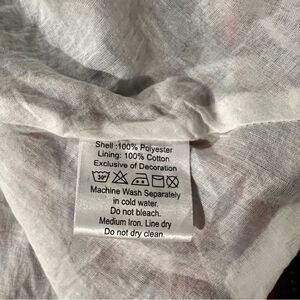 Shell :100% Polyester
Lining: 100% Cotton
Exclusive of Decoration
30°
Machine Wash Separately
in cold water.
Do not bleach.
Medium Iron. Line dry
Do not dry clean.